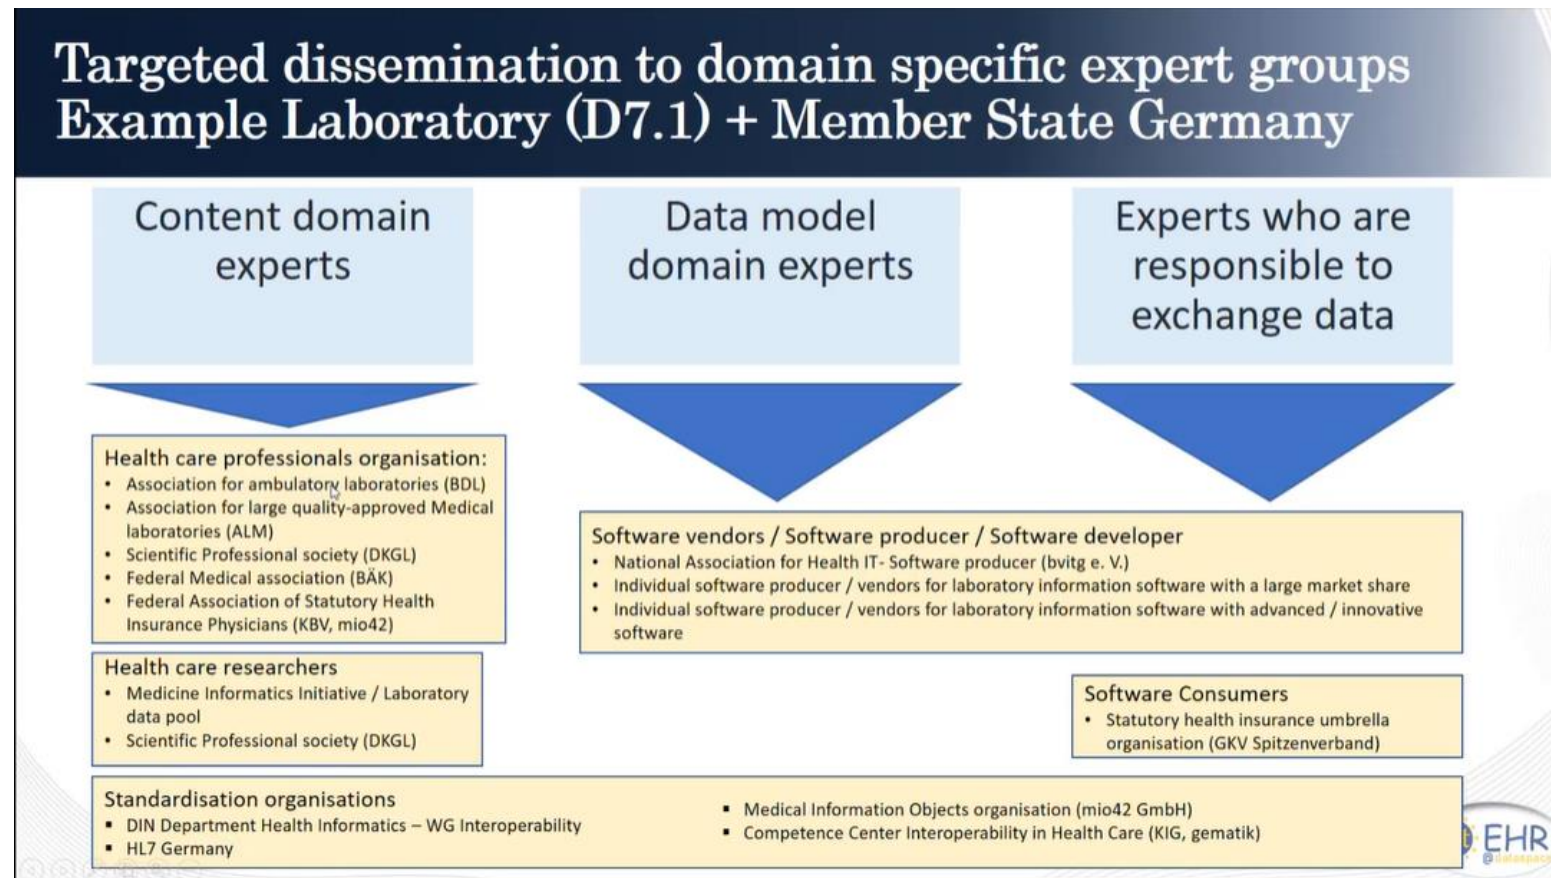 Targeted dissemination to domain specific expert groups
Example Laboratory (D7.1) + Member State Germany
Content domain
experts
Data model
domain experts
Experts who are
responsible to
exchange data
Health care professionals organisation:
• Association for ambulatory laboratories (BDL)
• Association for large quality-approved Medical
laboratories (ALM)
• Scientific Professional society (DKGL)
• Federal Medical association (BÄK)
• Federal Association of Statutory Health
Insurance Physicians (KBV, mio42)
Health care researchers
• Medicine Informatics Initiative / Laboratory
data pool
• Scientific Professional society (DKGL)
Software vendors / Software producer / Software developer
• National Association for Health IT- Software producer (bvitg e. V.)
• Individual software producer / vendors for laboratory information software with a large market share
• Individual software producer / vendors for laboratory information software with advanced / innovative
software
Software Consumers
• Statutory health insurance umbrella
organisation (GKV Spitzenverband)
Standardisation organisations
▪ DIN Department Health Informatics – WG Interoperability
▪ HL7 Germany
▪ Medical Information Objects organisation (mio42 GmbH)
▪ Competence Center Interoperability in Health Care (KIG, gematik)
EHR
@dataspace